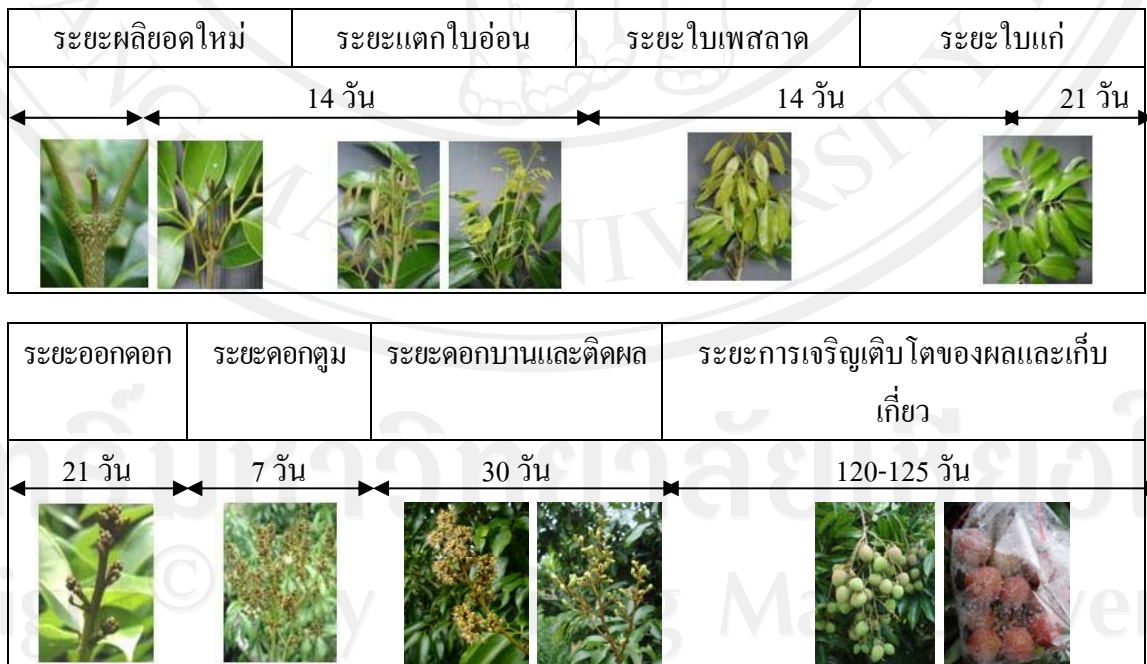 ระยะผลิยอดใหม่ ระยะแตกใบอ่อน ระยะใบเพสลาด ระยะใบแก่
14 วัน 14 วัน 21 วัน
ระยะออกดอก ระยะดอกตูม ระยะดอกบานและติดผล ระยะการเจริญเติบโตของผลและเก็บ
เกี่ยว
21 วัน 7 วัน 30 วัน 120-125 วัน